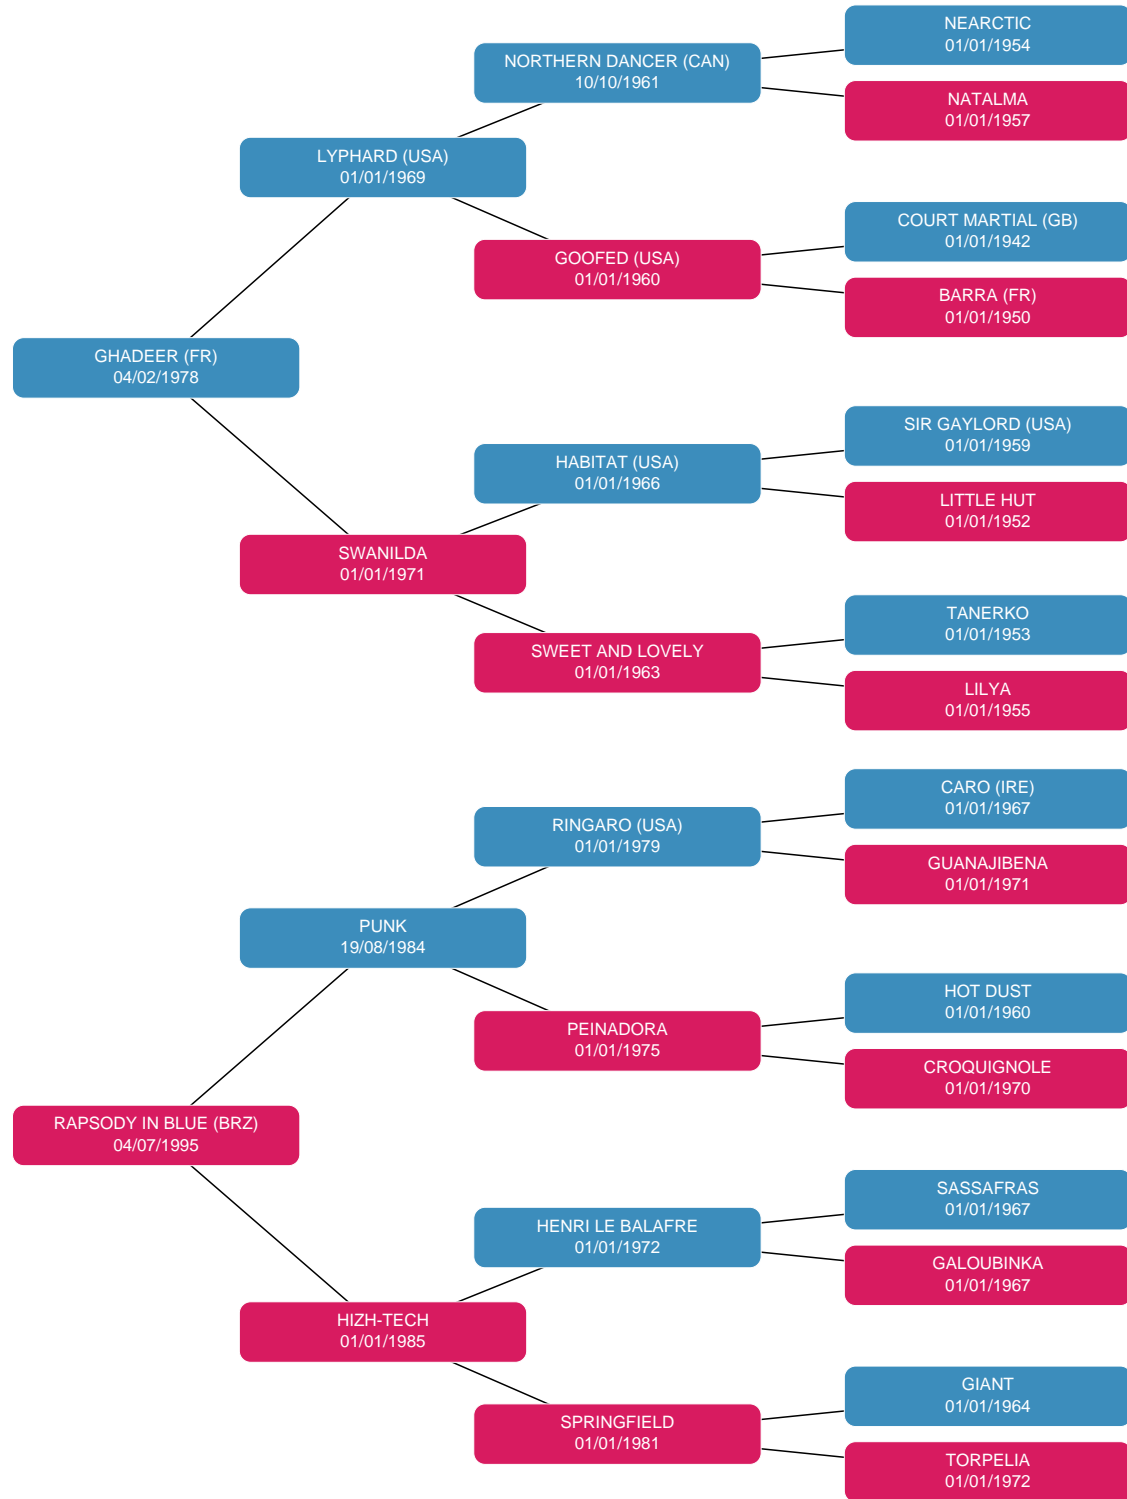 NEARCTIC
01/01/1954
NORTHERN DANCER (CAN)
10/10/1961
NATALMA
01/01/1957
LYPHARD (USA)
01/01/1969
COURT MARTIAL (GB)
01/01/1942
GOOFED (USA)
01/01/1960
BARRA (FR)
01/01/1950
GHADEER (FR)
04/02/1978
SIR GAYLORD (USA)
01/01/1959
HABITAT (USA)
01/01/1966
LITTLE HUT
01/01/1952
SWANILDA
01/01/1971
TANERKO
01/01/1953
SWEET AND LOVELY
01/01/1963
LILYA
01/01/1955
CARO (IRE)
01/01/1967
RINGARO (USA)
01/01/1979
GUANAJIBENA
01/01/1971
PUNK
19/08/1984
HOT DUST
01/01/1960
PEINADORA
01/01/1975
CROQUIGNOLE
01/01/1970
RAPSODY IN BLUE (BRZ)
04/07/1995
SASSAFRAS
01/01/1967
HENRI LE BALAFRE
01/01/1972
GALOUBINKA
01/01/1967
HIZH-TECH
01/01/1985
GIANT
01/01/1964
SPRINGFIELD
01/01/1981
TORPELIA
01/01/1972